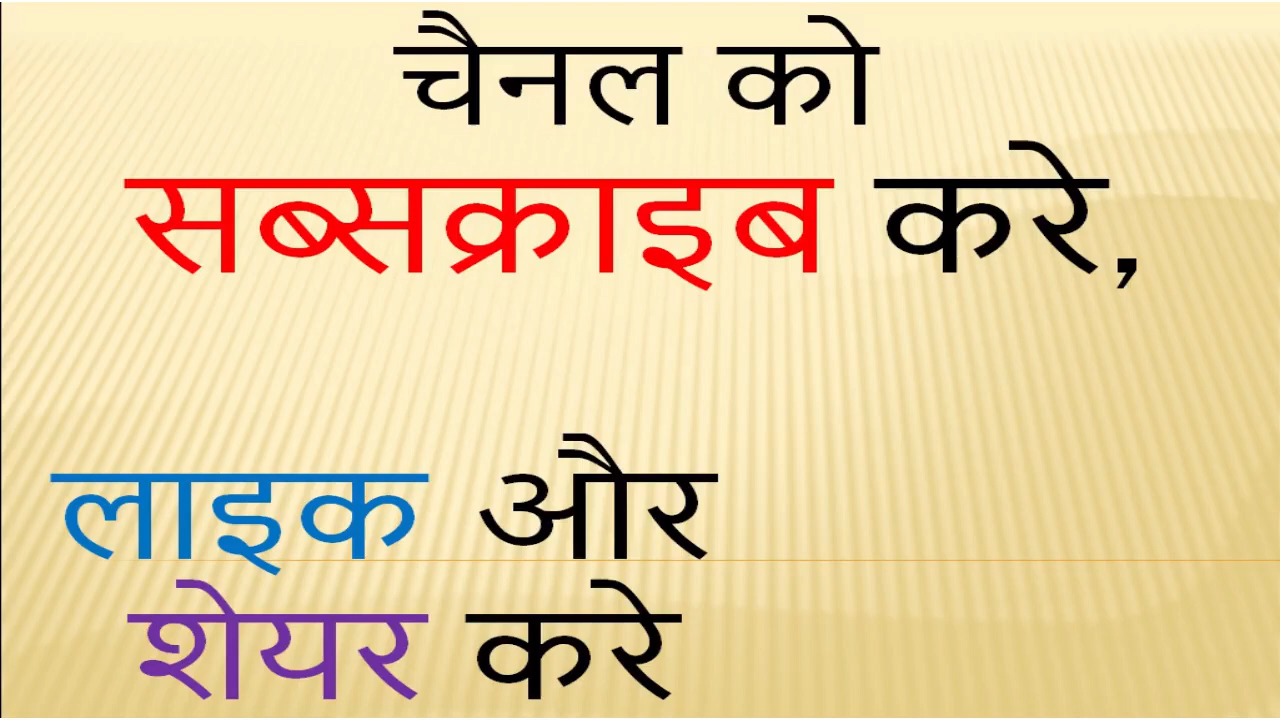 चैनल को
सब्सक्राइब करे,
लाइक और
शेयर करे